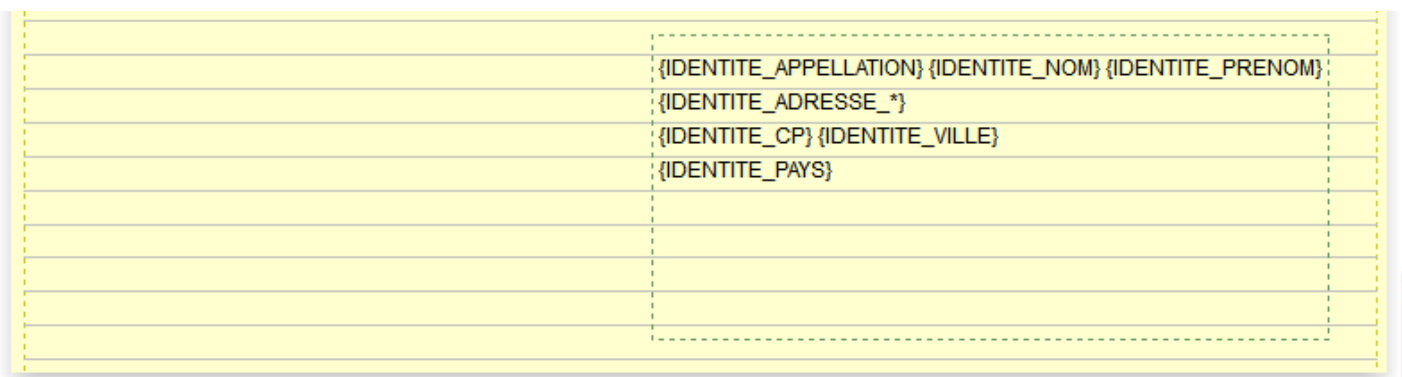 {IDENTITE_APPELLATION} {IDENTITE_NOM} {IDENTITE_PRENOM}
{IDENTITE_ADRESSE_*}
{IDENTITE_CP} {IDENTITE_VILLE}
{IDENTITE_PAYS}